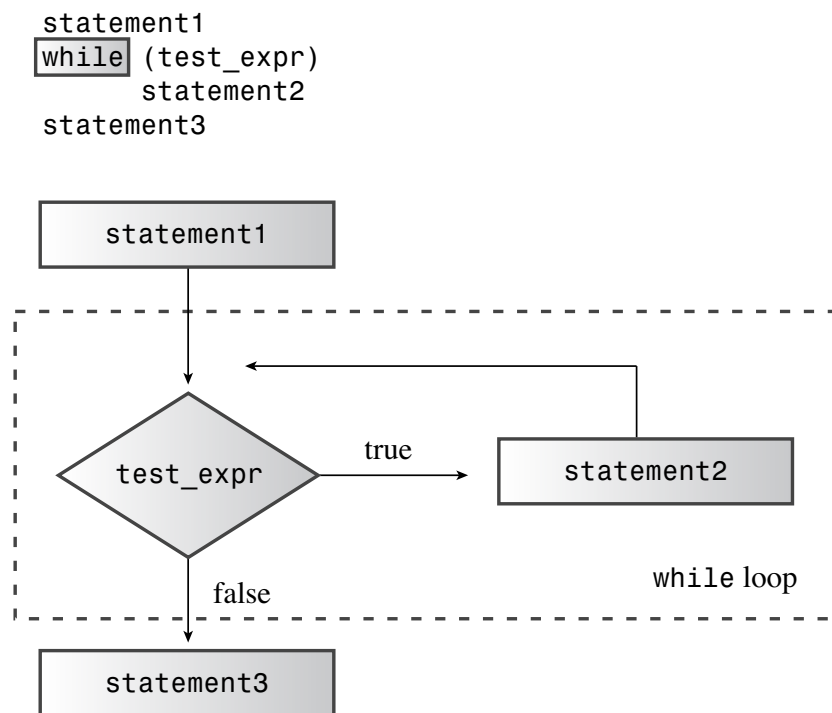 statement1
while (test_expr)
statement2
statement3
statement1
true
test_expr
statement2
while loop
false
statement3